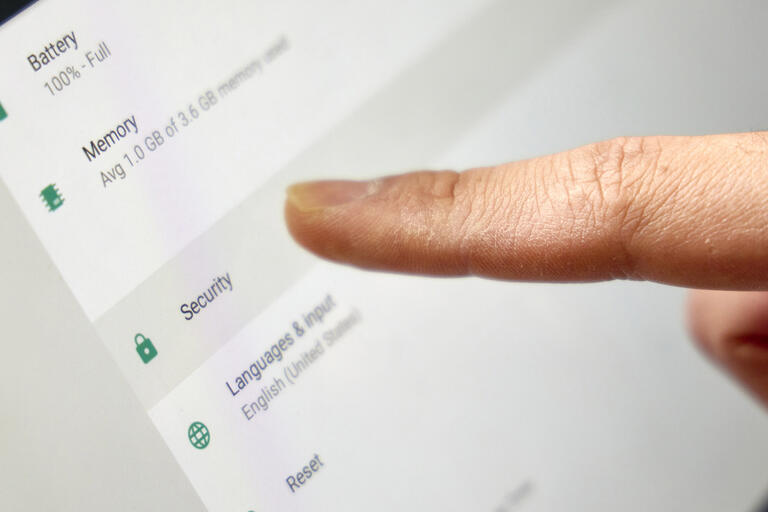 Battery
100% - Full
Memory
Avg 1.0 GB of 3.6 GB memory used
Security
Languages & input
English (United States)
Reset